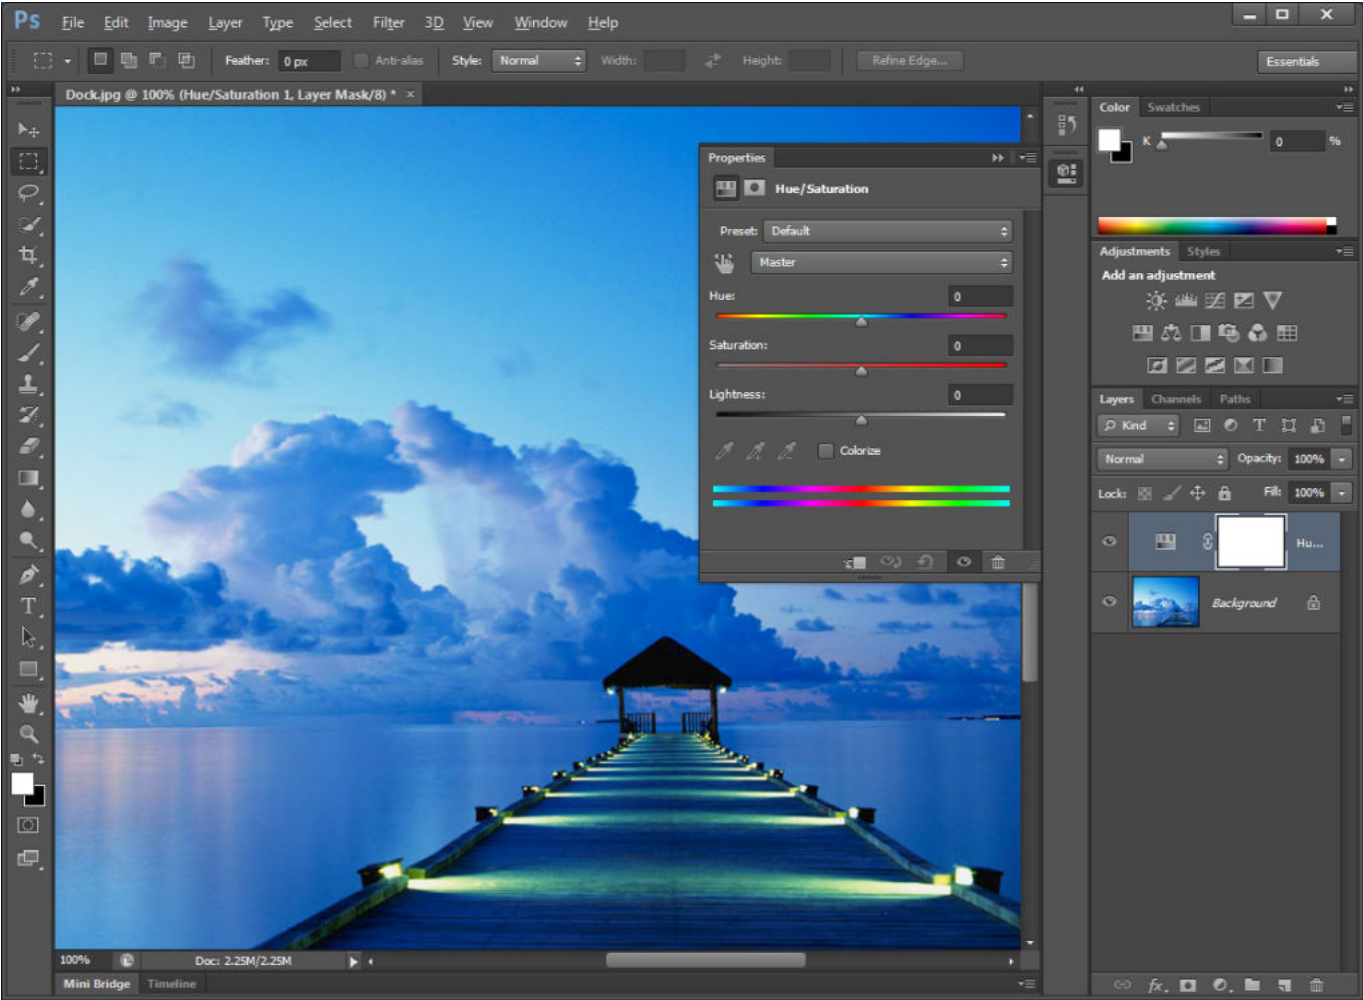 Ps File Edit Image Layer Type Select Filter 3D View Window Help
Feather: 0 px Anti-alias Style: Normal Width: Height: Refine Edge... Essentials
Dock.jpg @ 100% (Hue/Saturation 1, Layer Mask/8) * ×
Properties
Hue/Saturation
Preset: Default
Master
Hue: 0
Saturation: 0
Lightness: 0
Colorize
Color Swatches
K 0 %
Adjustments Styles
Add an adjustment
Layers Channels Paths
Kind
Normal Opacity: 100%
Lock: Fill: 100%
Hu...
Background
T
100% Doc: 2.25M/2.25M
Mini Bridge Timeline
fx